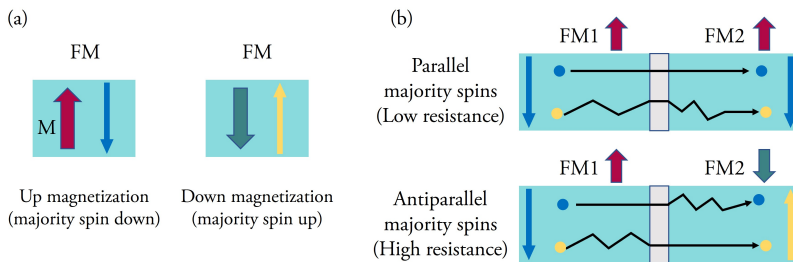 (a)
FM
FM
M
Up magnetization
(majority spin down)
Down magnetization
(majority spin up)
(b)
FM1
FM2
Parallel
majority spins
(Low resistance)
FM1
FM2
Antiparallel
majority spins
(High resistance)